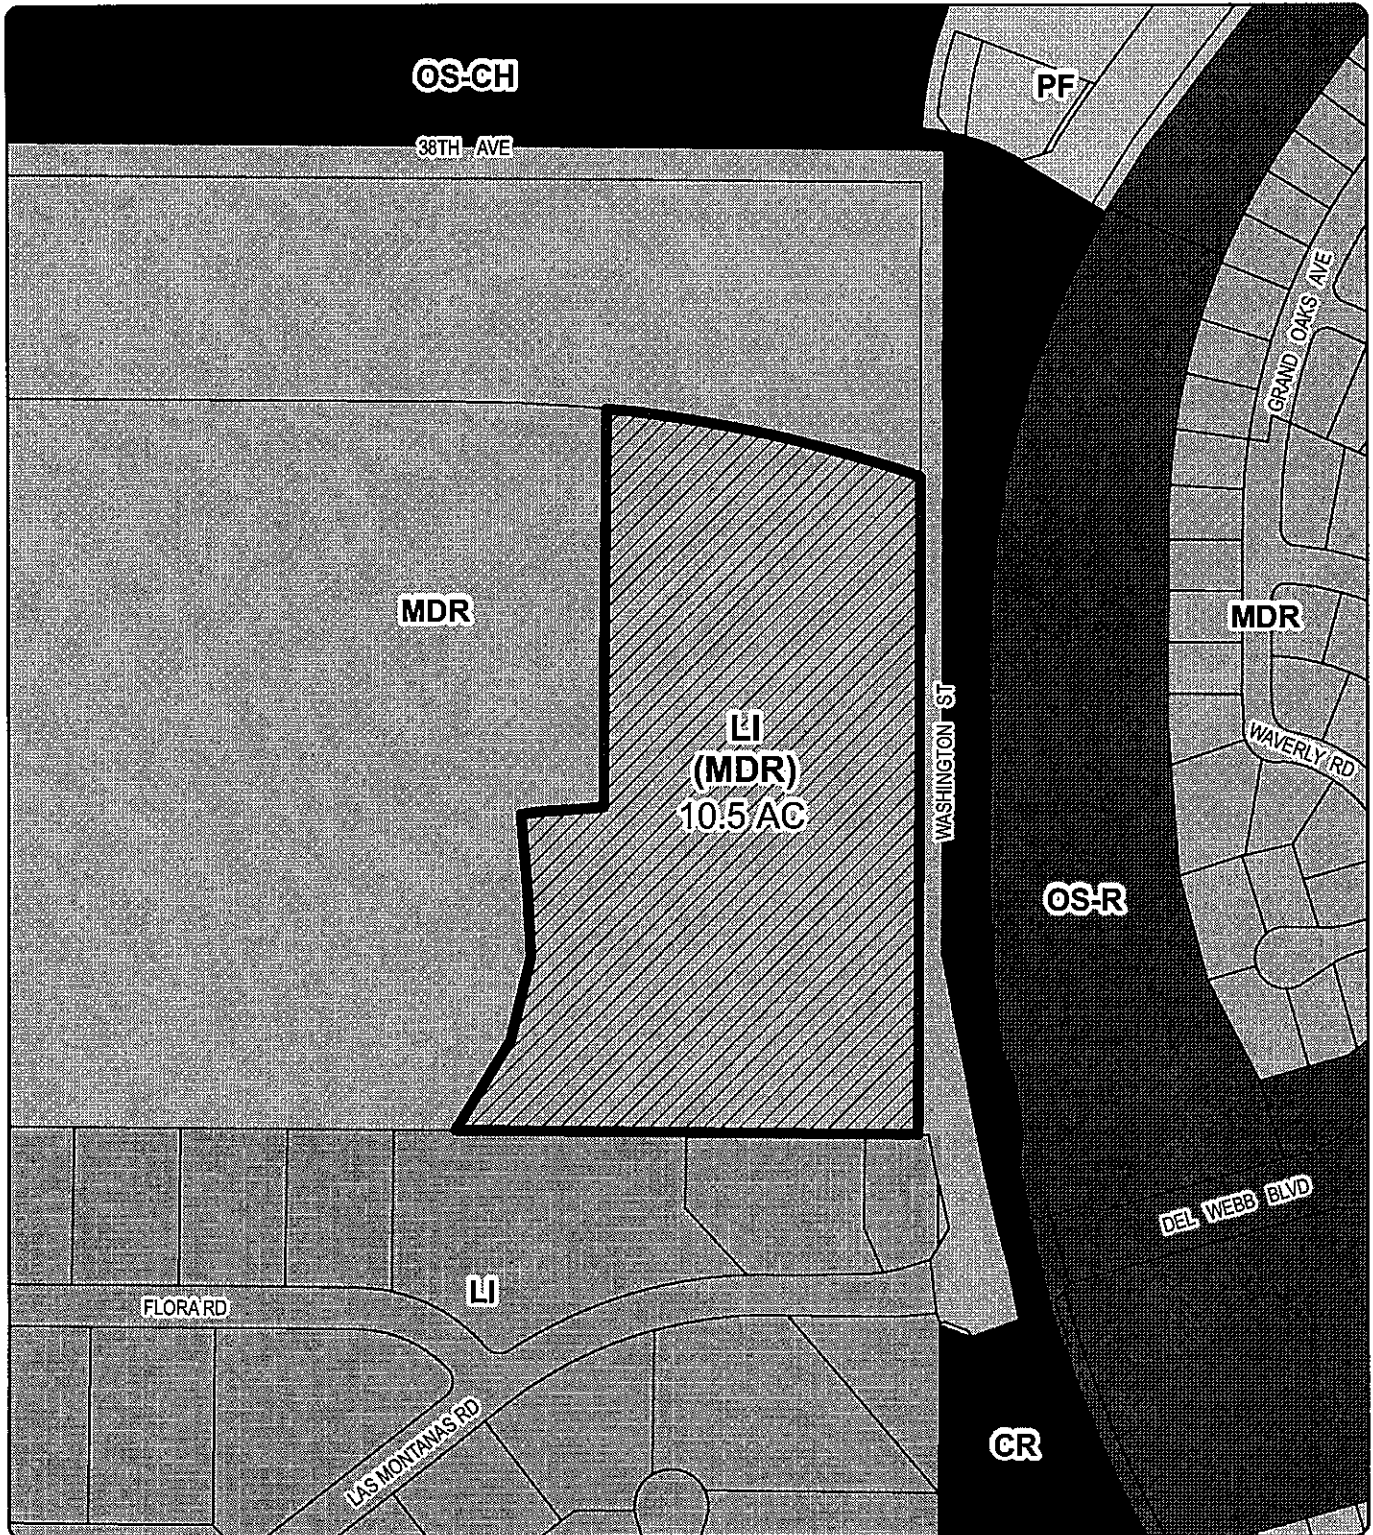 OS-CH
PF
38TH AVE
GRAND OAKS AVE
MDR
MDR
LI
(MDR)
10.5 AC
WASHINGTON ST
WAVERLY RD
OS-R
DEL WEBB BLVD
LI
FLORA RD
LAS MONTANAS RD
CR